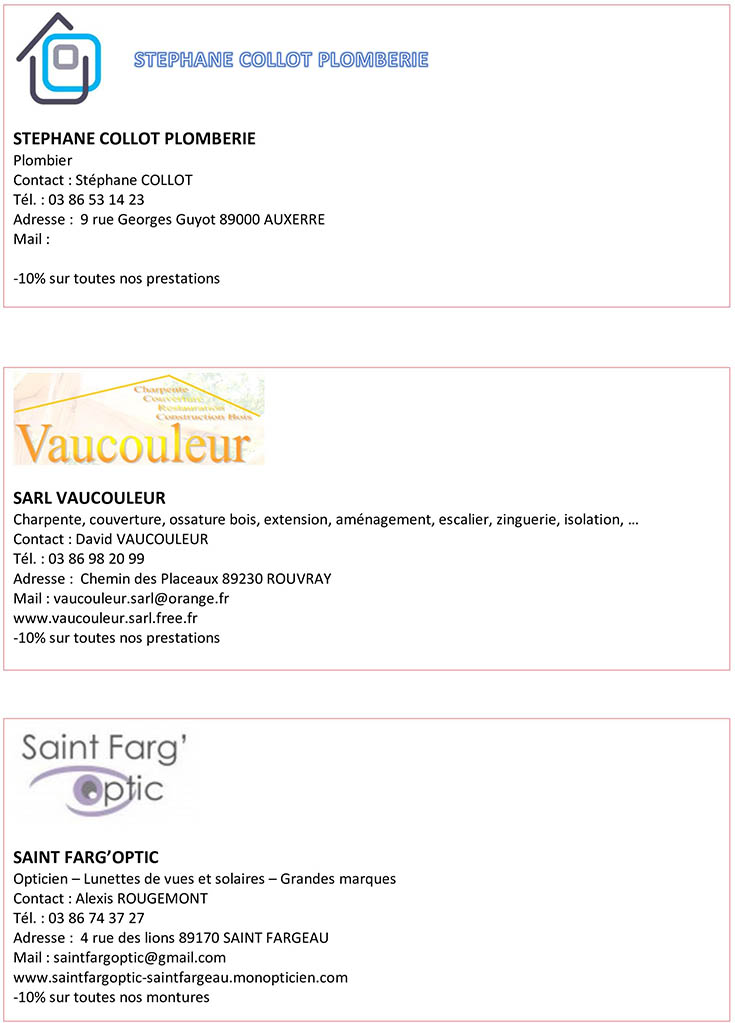 STEPHANE COLLOT PLOMBERIE
STEPHANE COLLOT PLOMBERIE
Plombier
Contact : Stéphane COLLOT
Tél. : 03 86 53 14 23
Adresse :  9 rue Georges Guyot 89000 AUXERRE
Mail :
-10% sur toutes nos prestations
Charpente
Couverture
Restauration
Construction Bois
Vaucouleur
SARL VAUCOULEUR
Charpente, couverture, ossature bois, extension, aménagement, escalier, zinguerie, isolation, …
Contact : David VAUCOULEUR
Tél. : 03 86 98 20 99
Adresse :  Chemin des Placeaux 89230 ROUVRAY
Mail : vaucouleur.sarl@orange.fr
www.vaucouleur.sarl.free.fr
-10% sur toutes nos prestations
Saint Farg'
Optic
SAINT FARG’OPTIC
Opticien – Lunettes de vues et solaires – Grandes marques
Contact : Alexis ROUGEMONT
Tél. : 03 86 74 37 27
Adresse :  4 rue des lions 89170 SAINT FARGEAU
Mail : saintfargoptic@gmail.com
www.saintfargoptic-saintfargeau.monopticien.com
-10% sur toutes nos montures